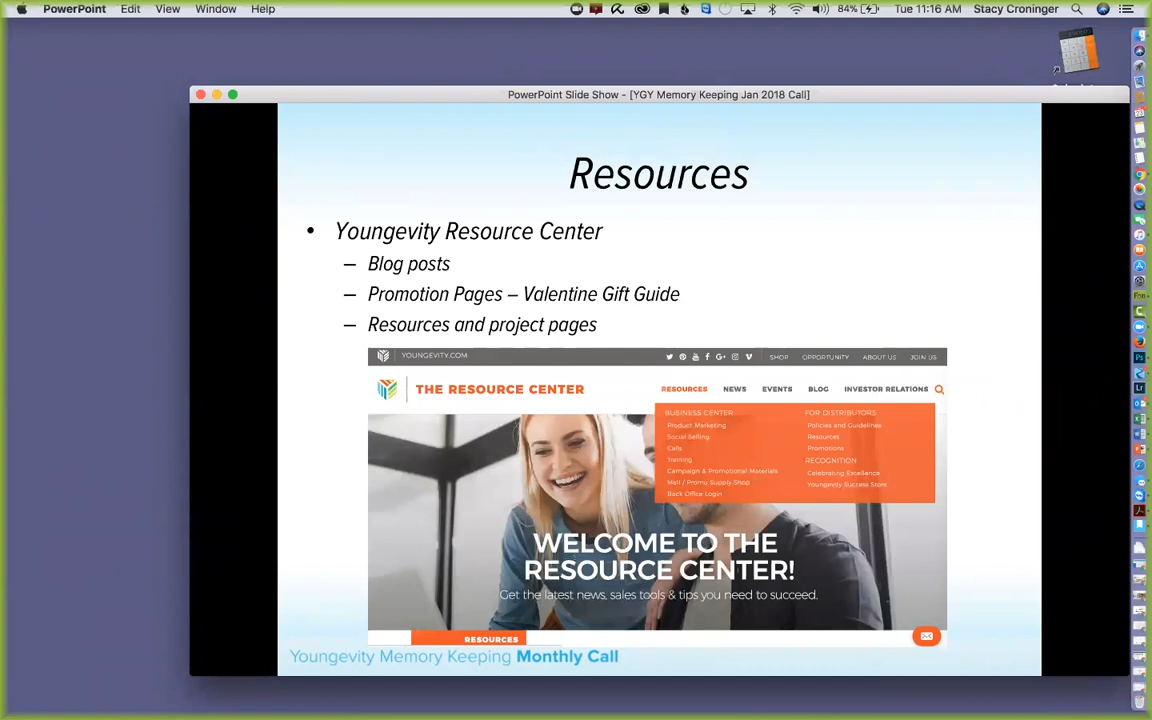 PowerPoint Edit View Window Help 84% Tue 11:16 AM Stacy Croninger
PowerPoint Slide Show - [YGY Memory Keeping Jan 2018 Call]
Resources
• Youngevity Resource Center
– Blog posts
– Promotion Pages – Valentine Gift Guide
– Resources and project pages
YOUNGEVITY.COM SHOP OPPORTUNITY ABOUT US JOIN US
THE RESOURCE CENTER RESOURCES NEWS EVENTS BLOG INVESTOR RELATIONS
BUSINESS CENTER
Product Marketing
Social Selling
Calls
Training
Campaign & Promotional Materials
Mall / Promo Supply Shop
Back Office Login
FOR DISTRIBUTORS
Policies and Guidelines
Resources
Promotions
RECOGNITION
Celebrating Excellence
Youngevity Success Store
WELCOME TO THE
RESOURCE CENTER!
Get the latest news, sales tools & tips you need to succeed.
RESOURCES
Youngevity Memory Keeping Monthly Call